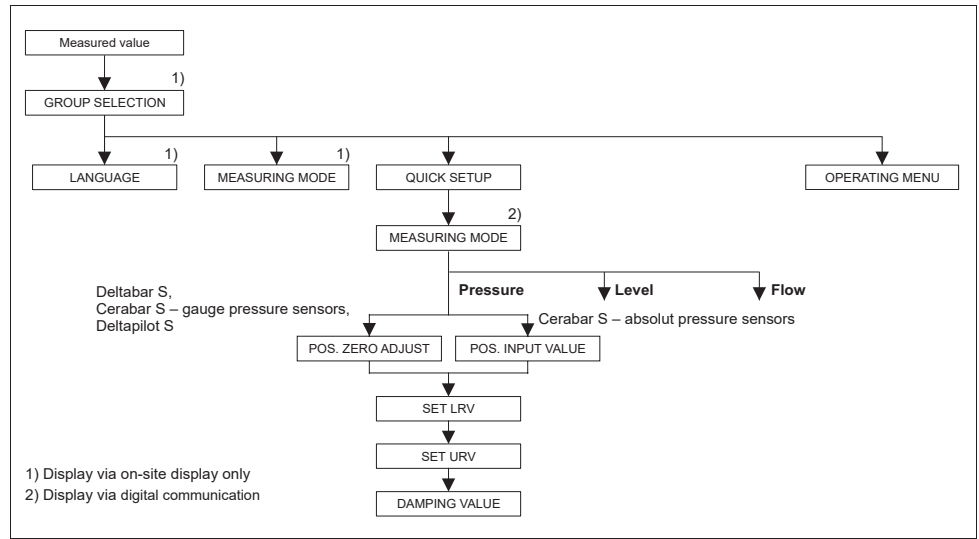 Measured value
1)
GROUP SELECTION
1)
1)
LANGUAGE
MEASURING MODE
QUICK SETUP
OPERATING MENU
2)
MEASURING MODE
Pressure
Level
Flow
Deltabar S,
Cerabar S – gauge pressure sensors,
Deltapilot S
Cerabar S – absolut pressure sensors
POS. ZERO ADJUST
POS. INPUT VALUE
SET LRV
SET URV
DAMPING VALUE
1) Display via on-site display only
2) Display via digital communication